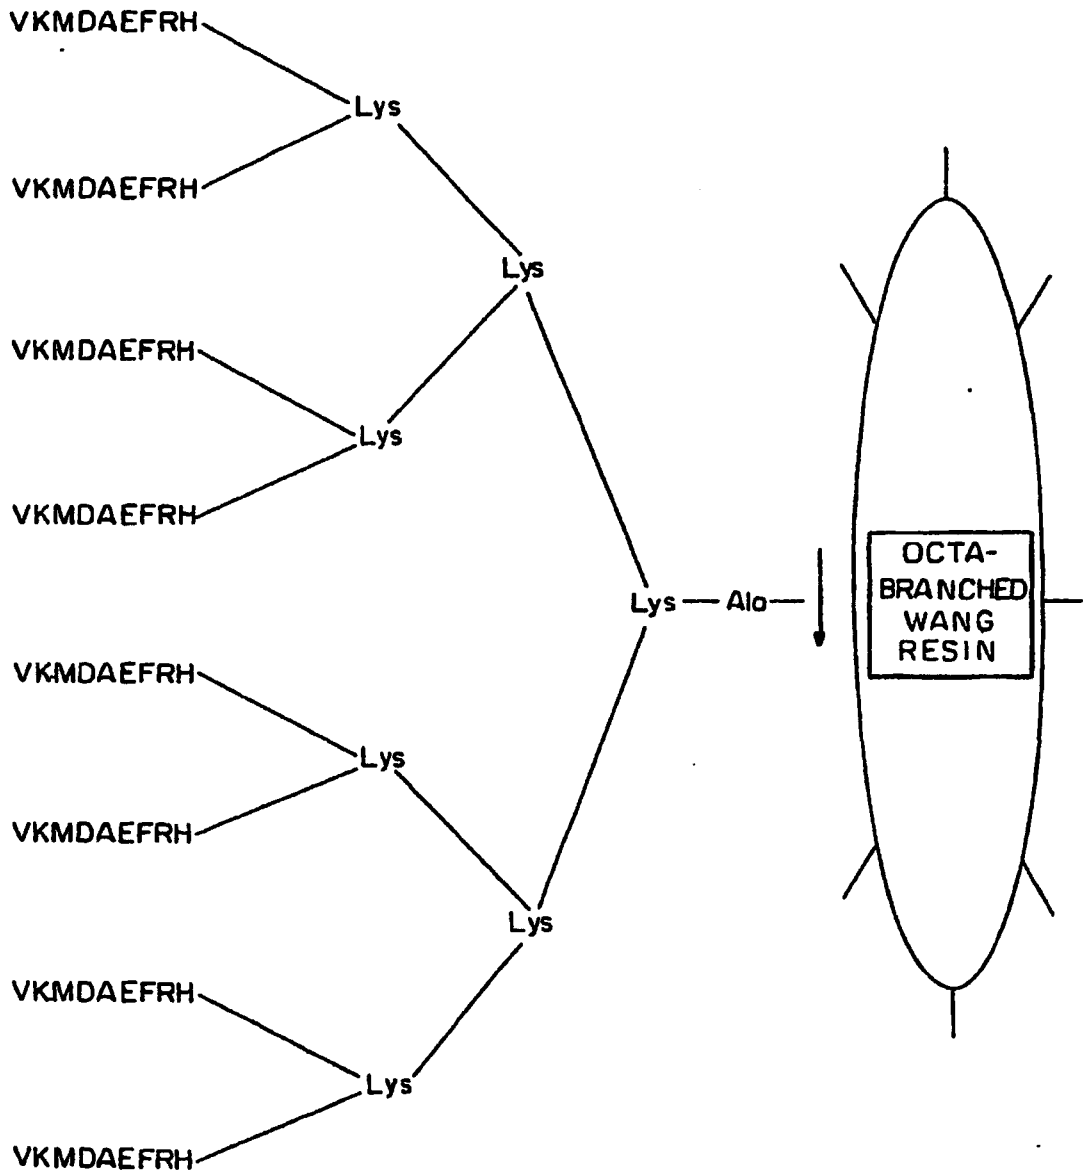 VKMDAEFRH
Lys
VKMDAEFRH
Lys
VKMDAEFRH
Lys
VKMDAEFRH
Lys — Ala —
OCTA-
BRANCHED
WANG
RESIN
VKMDAEFRH
Lys
VKMDAEFRH
Lys
VKMDAEFRH
Lys
VKMDAEFRH